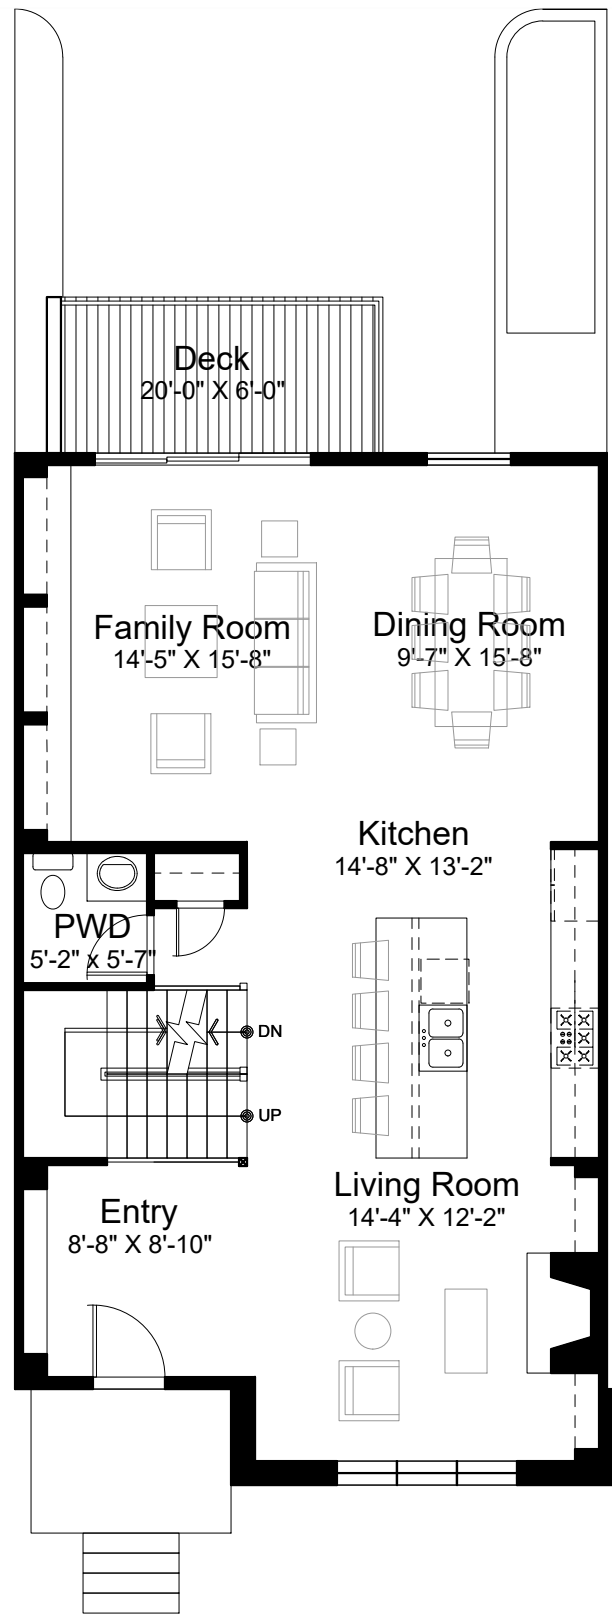 Deck
20'-0" X 6'-0"
Family Room
14'-5" X 15'-8"
Dining Room
9'-7" X 15'-8"
Kitchen
14'-8" X 13'-2"
PWD
5'-2" x 5'-7"
DN
UP
Living Room
14'-4" X 12'-2"
Entry
8'-8" X 8'-10"